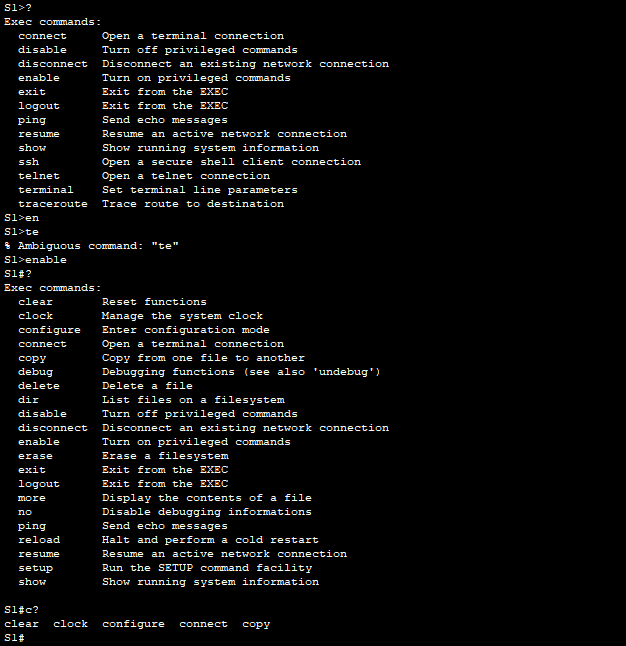 S1>?
Exec commands:
  connect     Open a terminal connection
  disable     Turn off privileged commands
  disconnect  Disconnect an existing network connection
  enable      Turn on privileged commands
  exit        Exit from the EXEC
  logout      Exit from the EXEC
  ping        Send echo messages
  resume      Resume an active network connection
  show        Show running system information
  ssh         Open a secure shell client connection
  telnet      Open a telnet connection
  terminal    Set terminal line parameters
  traceroute  Trace route to destination
S1>en
S1>te
% Ambiguous command: "te"
S1>enable
S1#?
Exec commands:
  clear       Reset functions
  clock       Manage the system clock
  configure   Enter configuration mode
  connect     Open a terminal connection
  copy        Copy from one file to another
  debug       Debugging functions (see also 'undebug')
  delete      Delete a file
  dir         List files on a filesystem
  disable     Turn off privileged commands
  disconnect  Disconnect an existing network connection
  enable      Turn on privileged commands
  erase       Erase a filesystem
  exit        Exit from the EXEC
  logout      Exit from the EXEC
  more        Display the contents of a file
  no          Disable debugging informations
  ping        Send echo messages
  reload      Halt and perform a cold restart
  resume      Resume an active network connection
  setup       Run the SETUP command facility
  show        Show running system information

S1#c?
clear  clock  configure  connect  copy
S1#